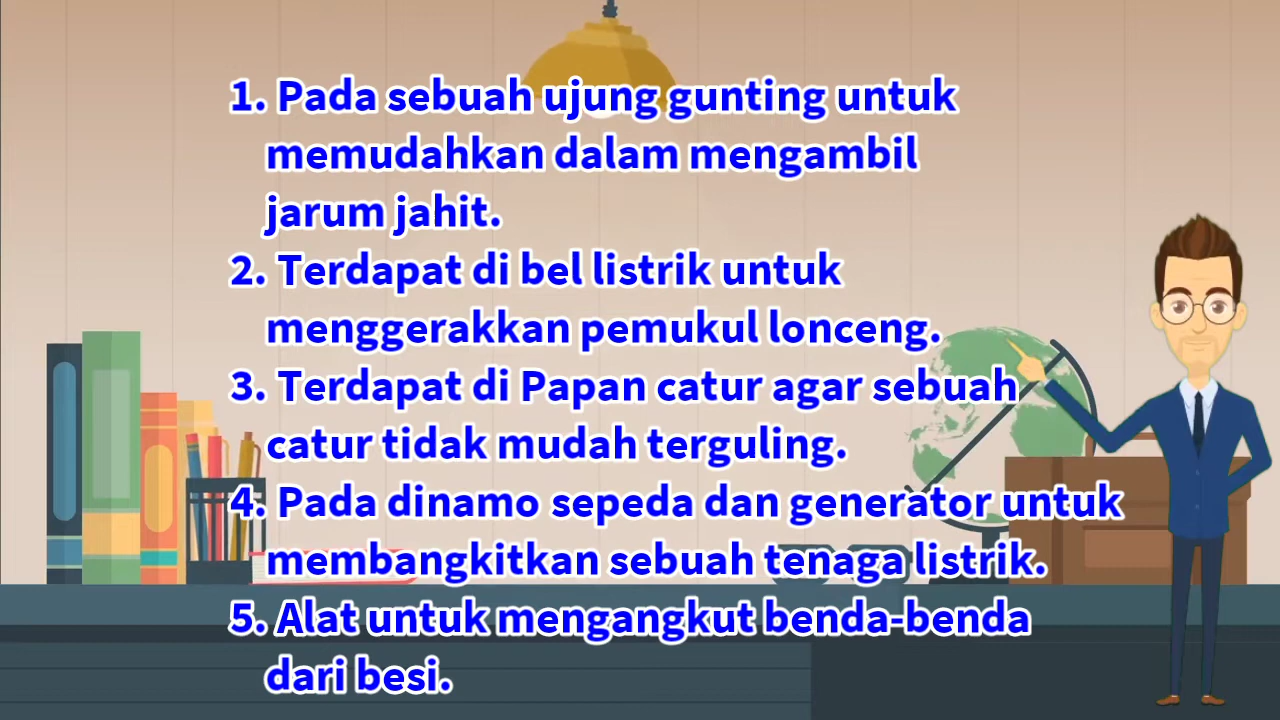 1. Pada sebuah ujung gunting untuk
memudahkan dalam mengambil
jarum jahit.
2. Terdapat di bel listrik untuk
menggerakkan pemukul lonceng.
3. Terdapat di Papan catur agar sebuah
catur tidak mudah terguling.
4. Pada dinamo sepeda dan generator untuk
membangkitkan sebuah tenaga listrik.
5. Alat untuk mengangkut benda-benda
dari besi.